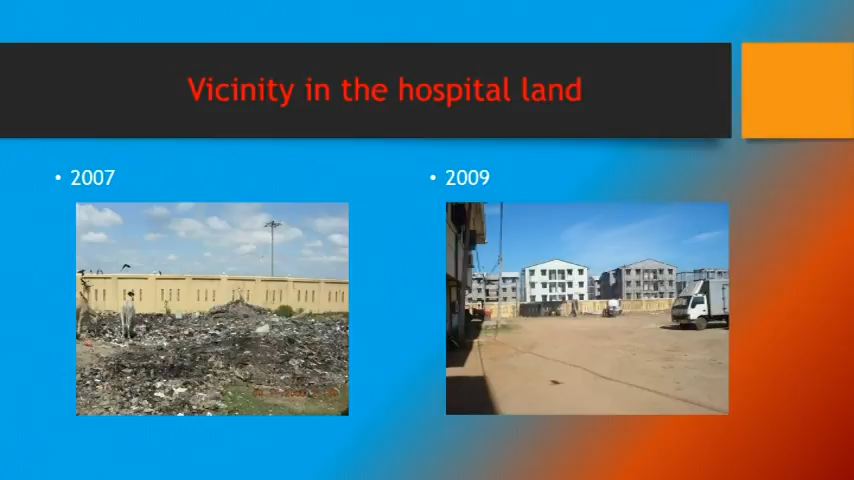 Vicinity in the hospital land
• 2007
• 2009